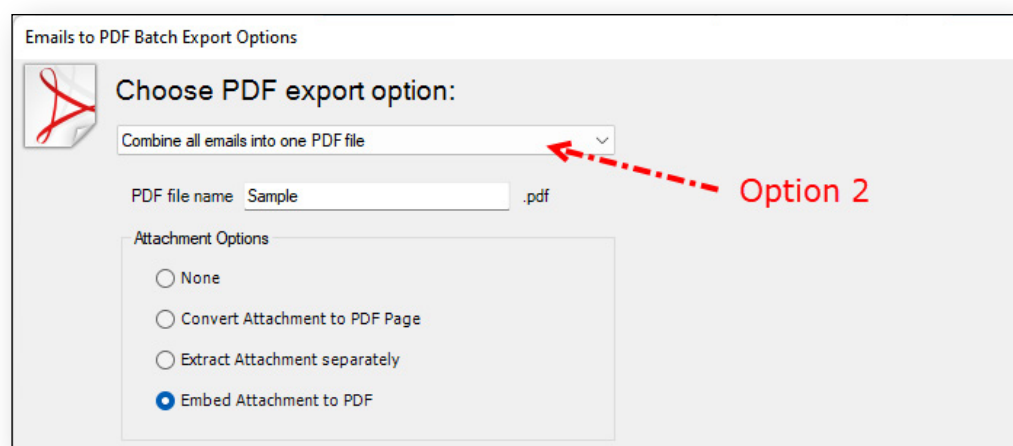 Emails to PDF Batch Export Options
Choose PDF export option:
Combine all emails into one PDF file
Option 2
PDF file name Sample .pdf
Attachment Options
None
Convert Attachment to PDF Page
Extract Attachment separately
Embed Attachment to PDF